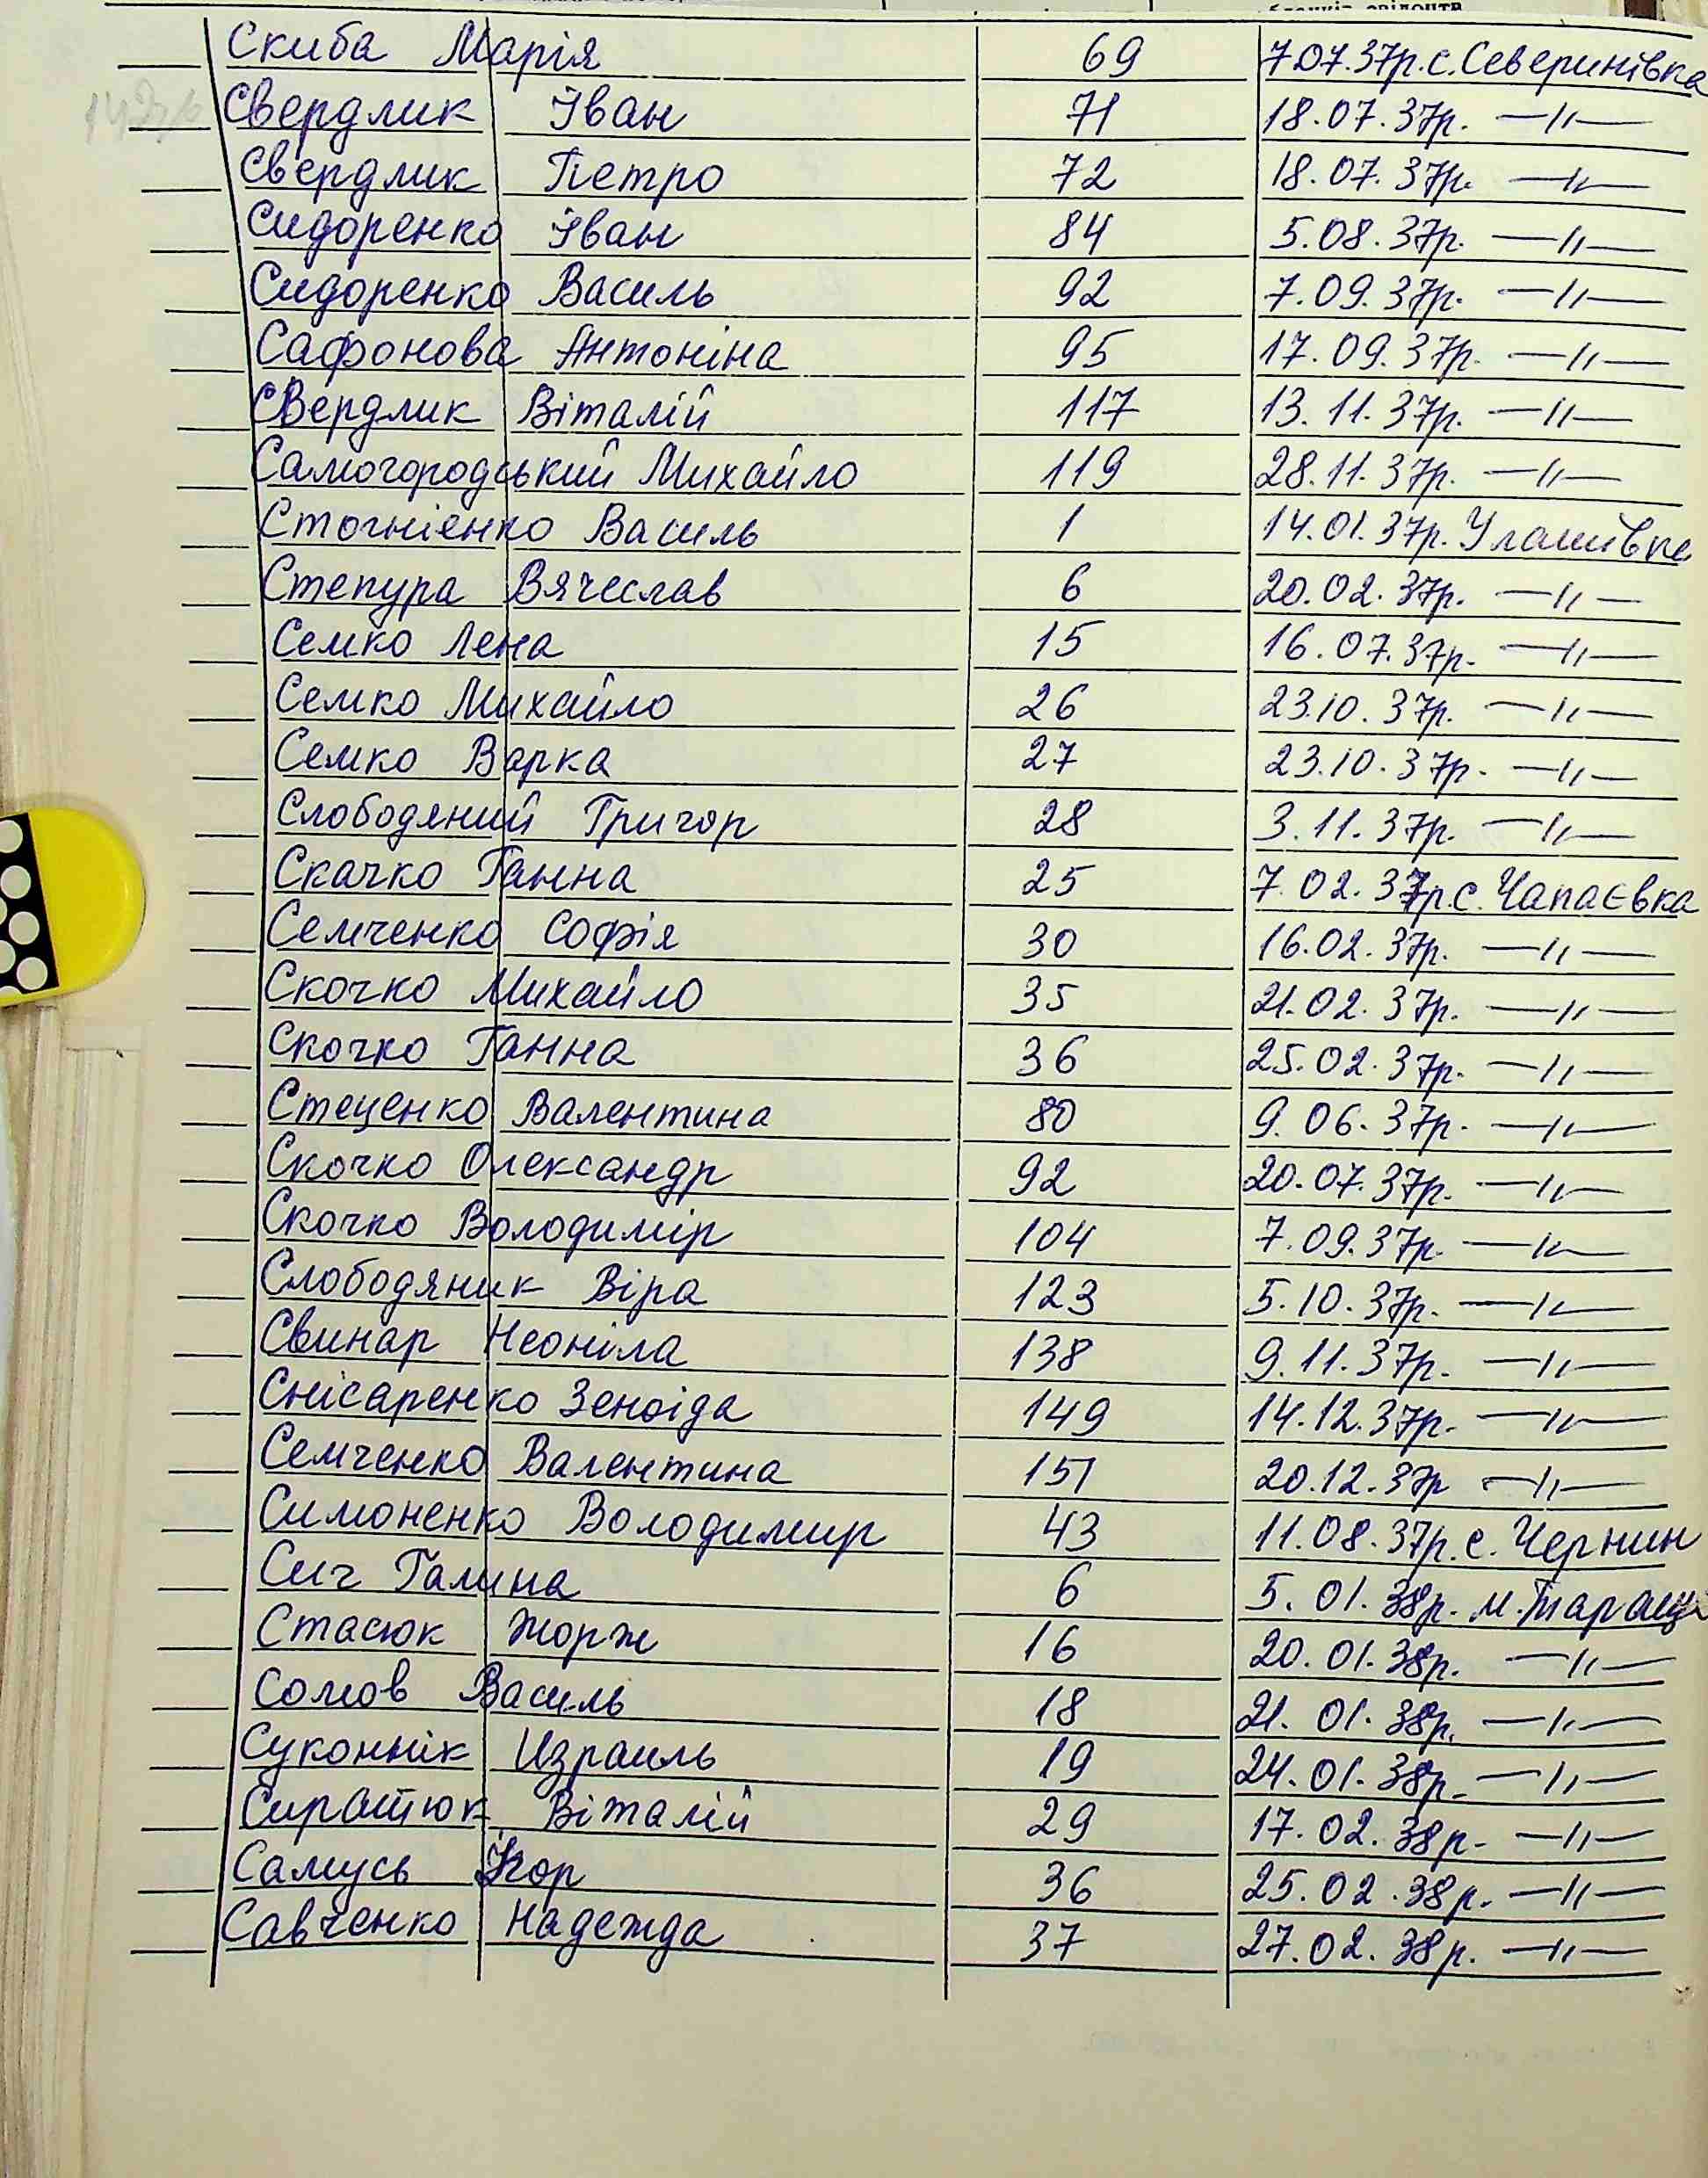 Скиба Марія 69 7.07.37р. с. Северинівка
Свердлик Іван 71 18.07.37р. —〃—
Свердлик Петро 72 18.07.37р. —〃—
Сидоренко Іван 84 5.08.37р. —〃—
Сидоренко Василь 92 7.09.37р. —〃—
Сафонова Антоніна 95 17.09.37р. —〃—
Свердлик Віталій 117 13.11.37р. —〃—
Самогородський Михайло 119 28.11.37р. —〃—
Стогнієнко Василь 1 14.01.37р. Улашівка
Степура Вячеслав 6 20.02.37р. —〃—
Семко Лена 15 16.07.37р. —〃—
Семко Михайло 26 23.10.37р. —〃—
Семко Варка 27 23.10.37р. —〃—
Слободяний Григор 28 3.11.37р. —〃—
Скачко Ганна 25 7.02.37р. с. Чапаєвка
Семченко Софія 30 16.02.37р. —〃—
Скочко Михайло 35 21.02.37р. —〃—
Скочко Ганна 36 25.02.37р. —〃—
Стеценко Валентина 80 9.06.37р. —〃—
Скочко Олександр 92 20.07.37р. —〃—
Скочко Володимір 104 7.09.37р. —〃—
Слободяник Віра 123 5.10.37р. —〃—
Свинар Неоніла 138 9.11.37р. —〃—
Снісаренко Зеноіда 149 14.12.37р. —〃—
Семченко Валентина 151 20.12.37р —〃—
Симоненко Володимир 43 11.08.37р. с. Чернин
Сич Галина 6 5.01.38р. м. Таращі
Стасюк Жорж 16 20.01.38р. —〃—
Сомов Василь 18 21.01.38р. —〃—
Суконнік Израиль 19 24.01.38р. —〃—
Сиратюк Віталій 29 17.02.38р. —〃—
Самусь 36 25.02.38р. —〃—
Савченко Надежда 37 27.02.38р. —〃—